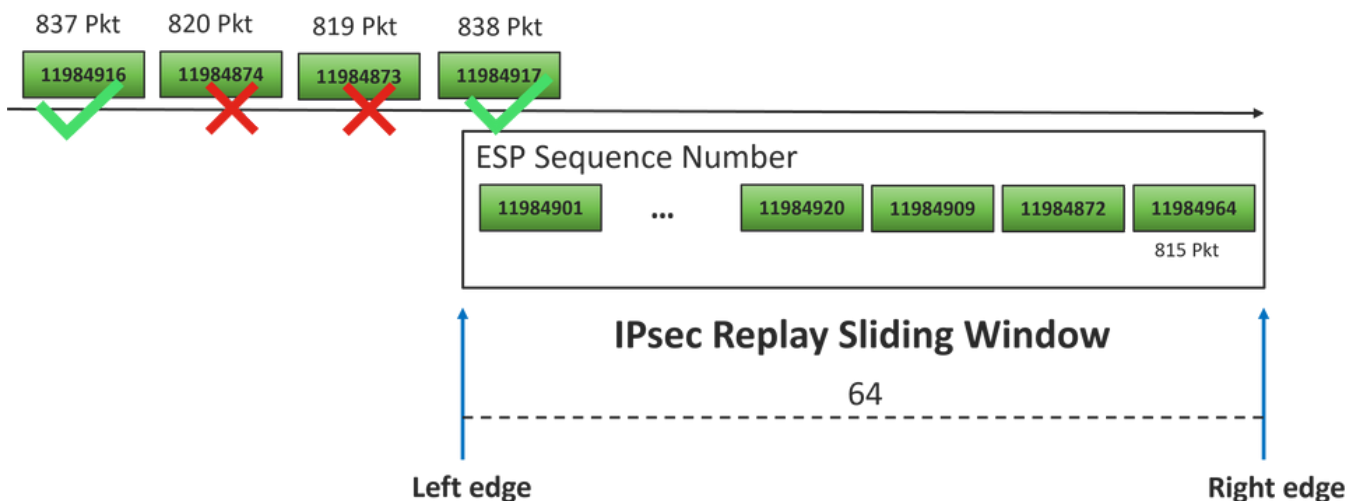 837 Pkt 820 Pkt 819 Pkt 838 Pkt
11984916 11984874 11984873 11984917
ESP Sequence Number
11984901 ... 11984920 11984909 11984872 11984964
815 Pkt
IPsec Replay Sliding Window
64
Left edge Right edge